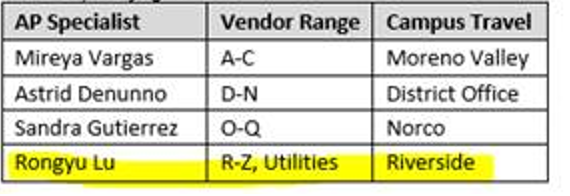 AP Specialist Vendor Range Campus Travel
Mireya Vargas A-C Moreno Valley
Astrid Denunno D-N District Office
Sandra Gutierrez O-Q Norco
Rongyu Lu R-Z, Utilities Riverside